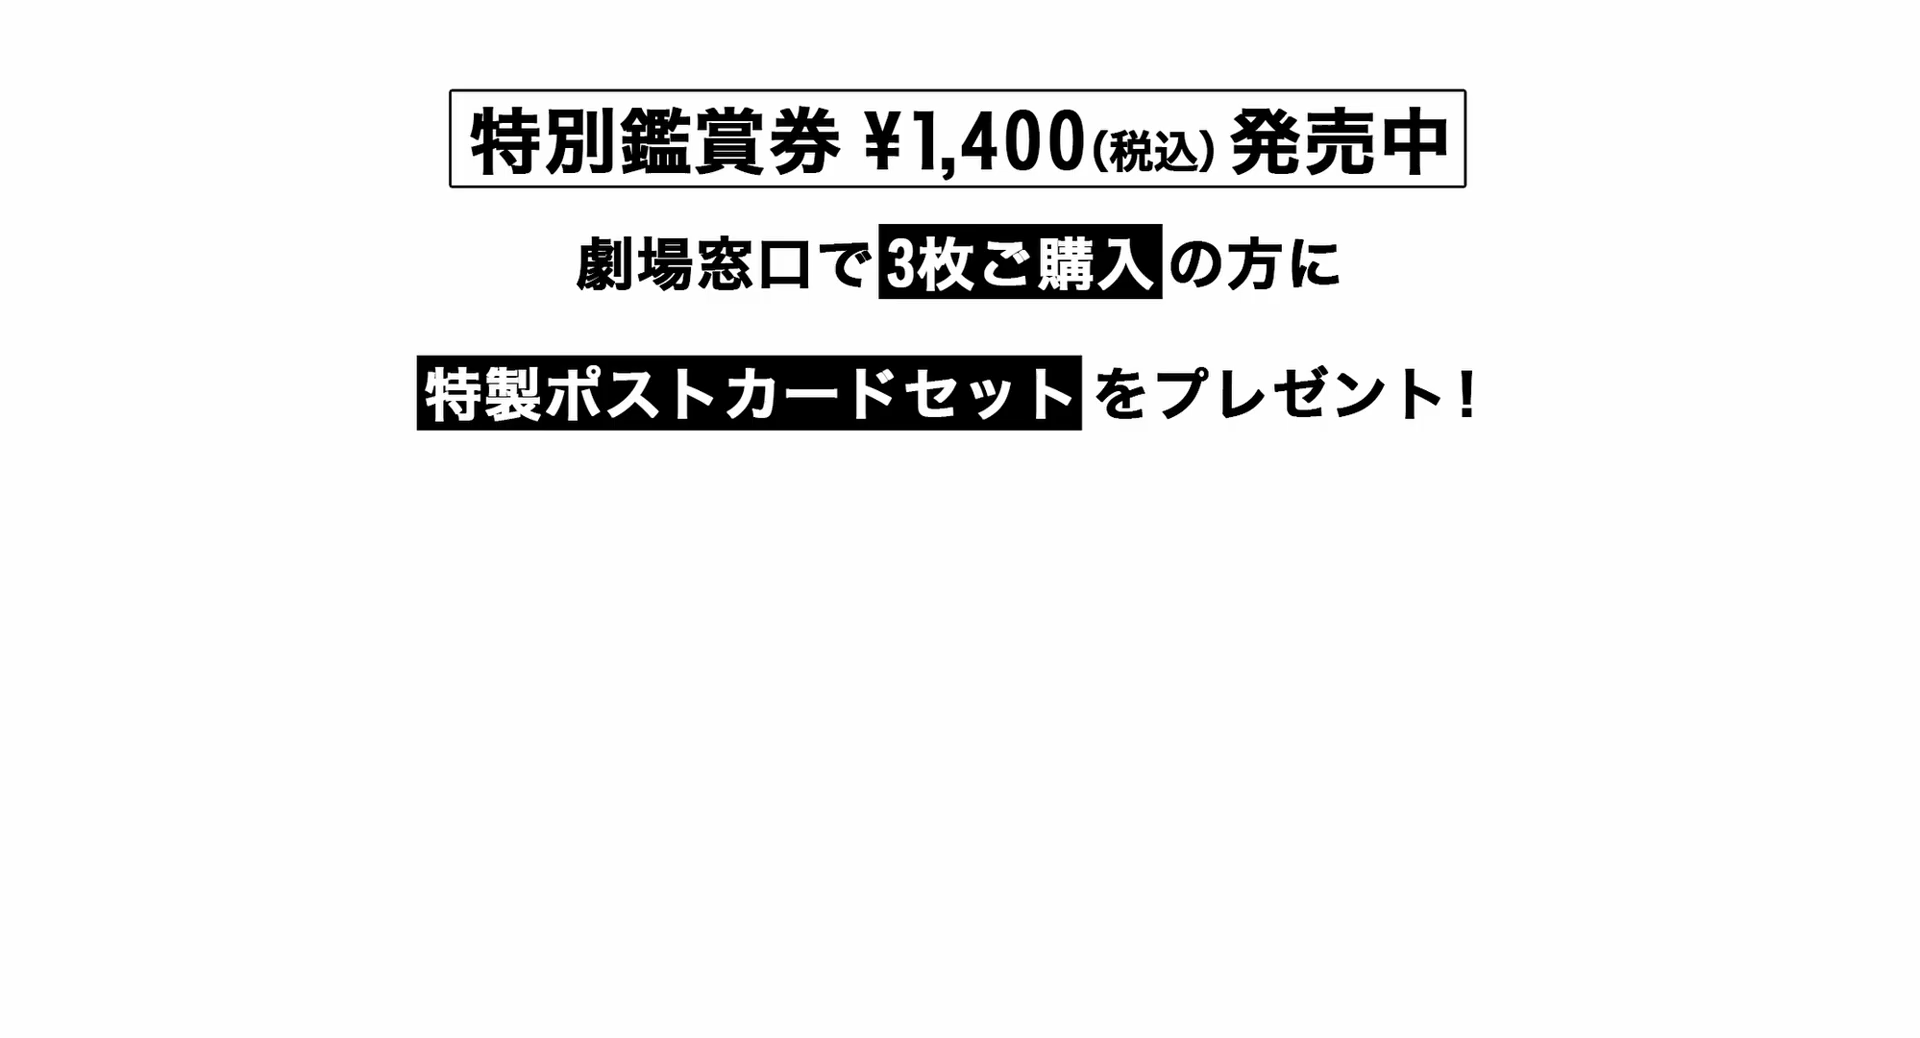 特別鑑賞券 ¥1,400(税込) 発売中
劇場窓口で3枚ご購入の方に
特製ポストカードセットをプレゼント!